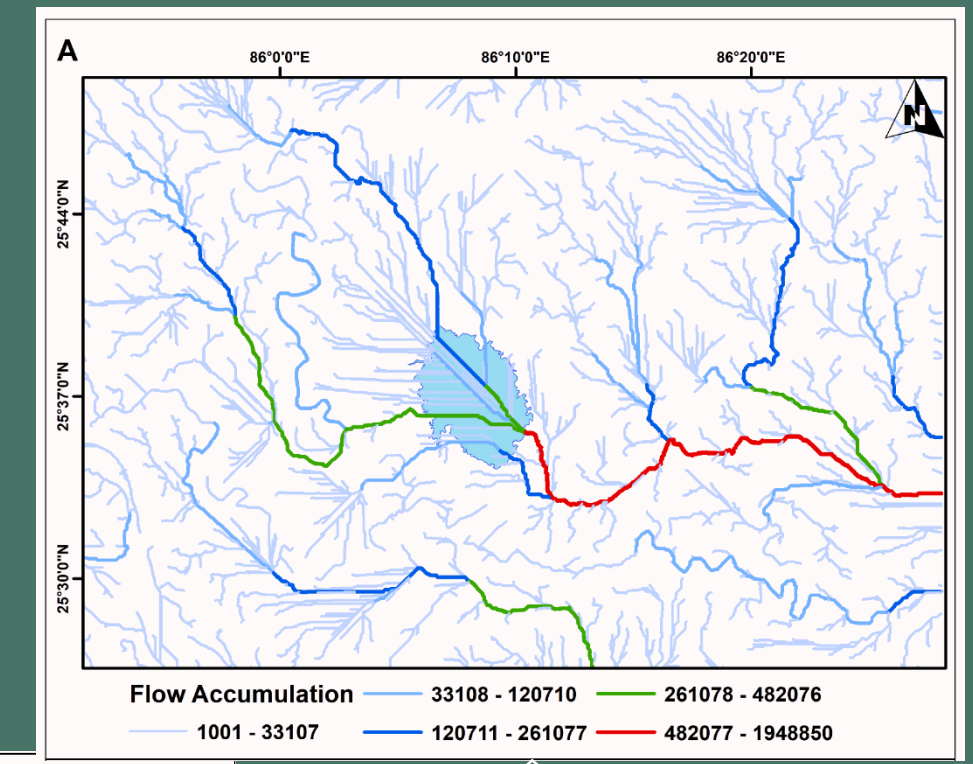 A
86°0'0"E 86°10'0"E 86°20'0"E
N
25°44'0"N
25°37'0"N
25°30'0"N
Flow Accumulation 33108 - 120710 261078 - 482076
1001 - 33107 120711 - 261077 482077 - 1948850